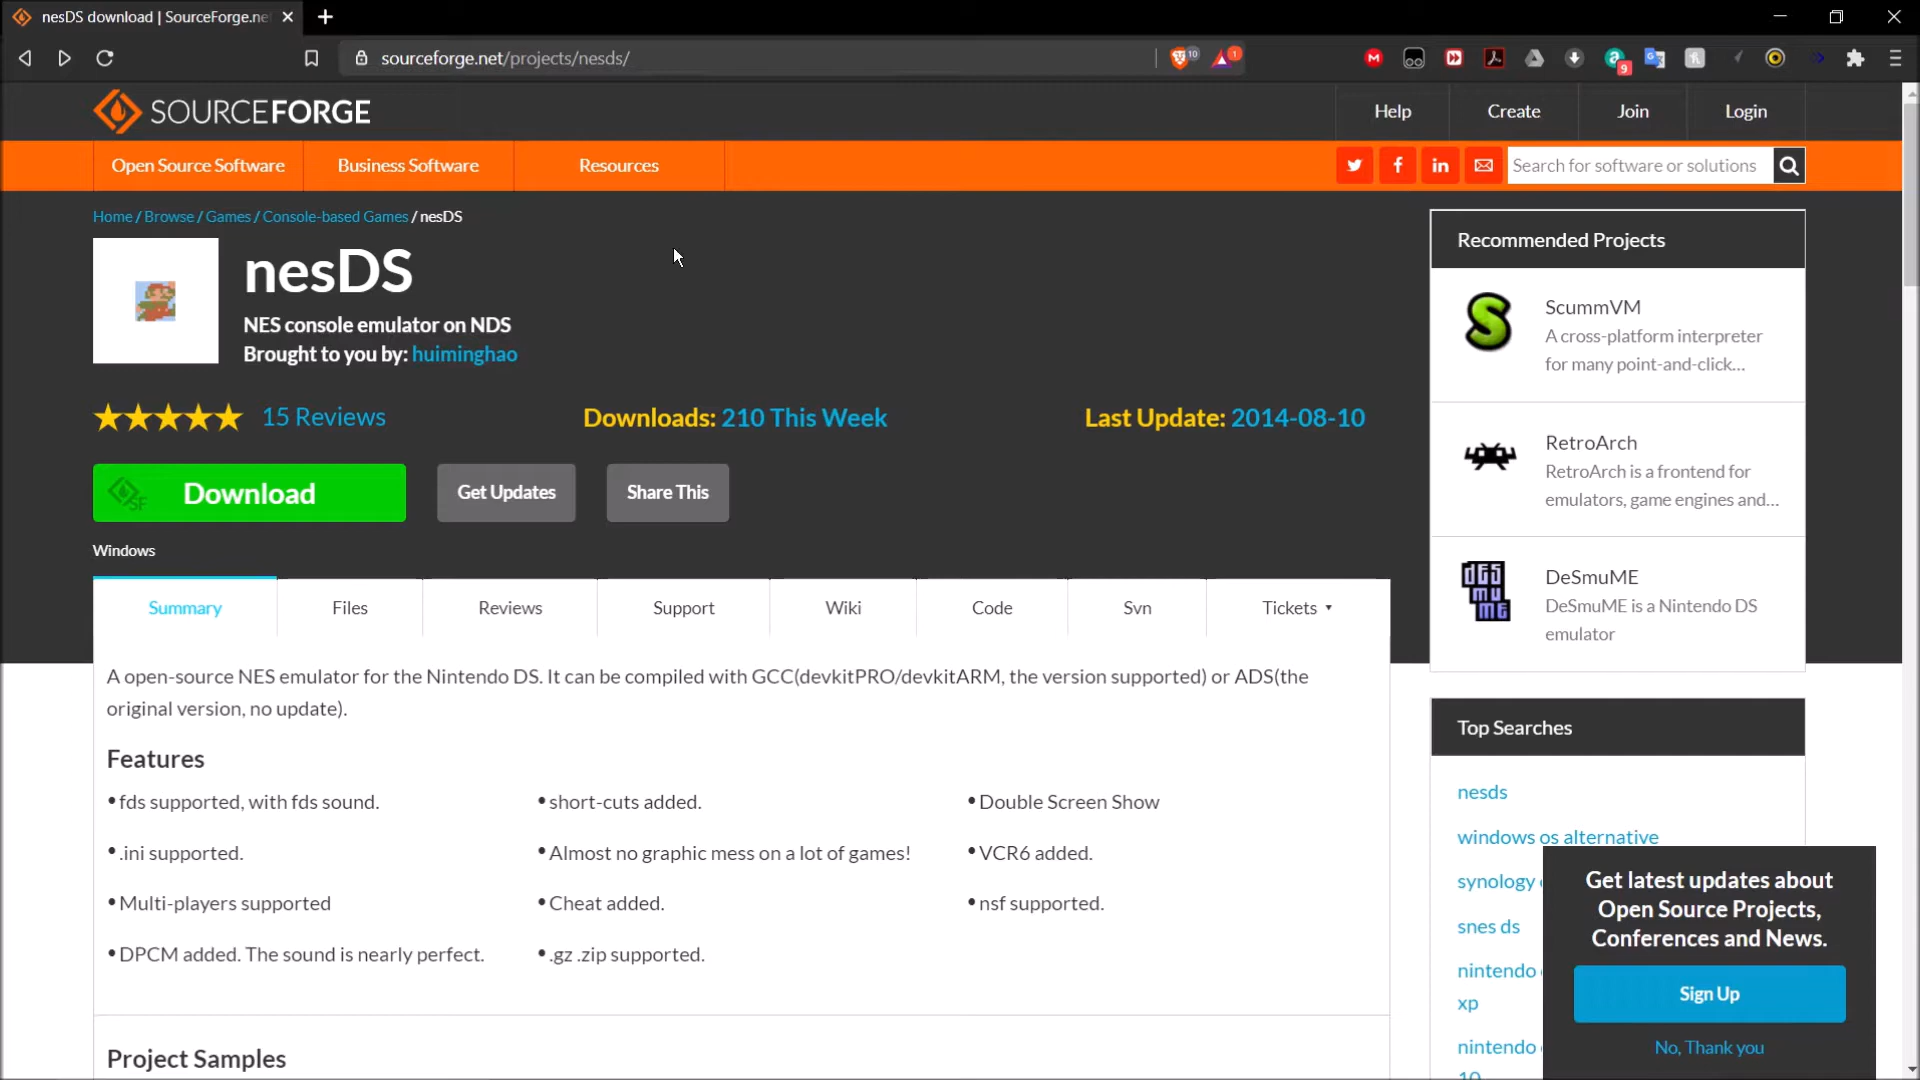 nesDS download | SourceForge.ne
sourceforge.net/projects/nesds/
10
1
9
SOURCEFORGE
Help
Create
Join
Login
Open Source Software
Business Software
Resources
Search for software or solutions
Home / Browse / Games / Console-based Games / nesDS
nesDS
NES console emulator on NDS
Brought to you by: huiminghao
15 Reviews
Downloads: 210 This Week
Last Update: 2014-08-10
SF
Download
Get Updates
Share This
Windows
Summary
Files
Reviews
Support
Wiki
Code
Svn
Tickets
A open-source NES emulator for the Nintendo DS. It can be compiled with GCC(devkitPRO/devkitARM, the version supported) or ADS(the
original version, no update).
Features
•fds supported, with fds sound.
•short-cuts added.
•Double Screen Show
•.ini supported.
•Almost no graphic mess on a lot of games!
•VCR6 added.
•Multi-players supported
•Cheat added.
•nsf supported.
•DPCM added. The sound is nearly perfect.
•.gz .zip supported.
Project Samples
Recommended Projects
ScummVM
A cross-platform interpreter
for many point-and-click...
RetroArch
RetroArch is a frontend for
emulators, game engines and...
DESMUME
DeSmuME
DeSmuME is a Nintendo DS
emulator
Top Searches
nesds
windows os alternative
synology
snes ds
nintendo
xp
nintendo
10
Get latest updates about
Open Source Projects,
Conferences and News.
Sign Up
No, Thank you